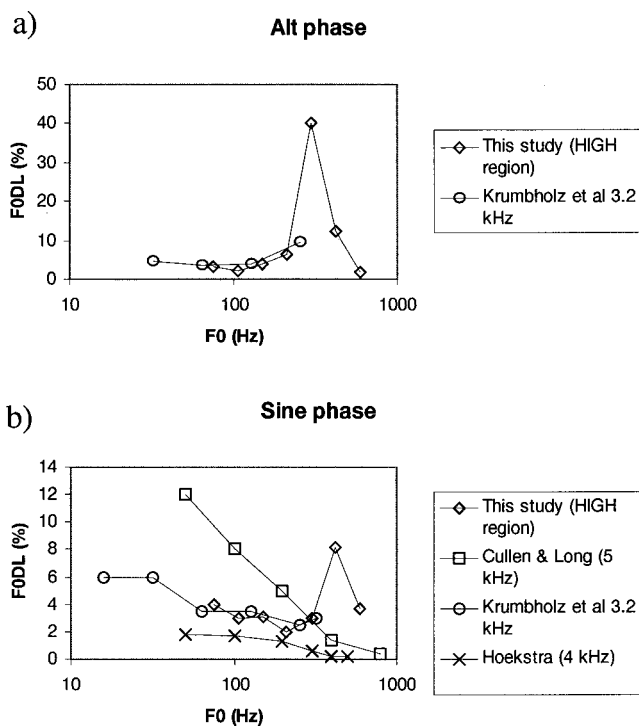 a)
Alt phase
50
40
30
20
10
0
10 100 1000
F0DL (%)
F0 (Hz)
This study (HIGH
region)
Krumbholz et al 3.2
kHz
b)
Sine phase
14
12
10
8
6
4
2
0
10 100 1000
F0DL (%)
F0 (Hz)
This study (HIGH
region)
Cullen & Long (5
kHz)
Krumbholz et al 3.2
kHz
Hoekstra (4 kHz)